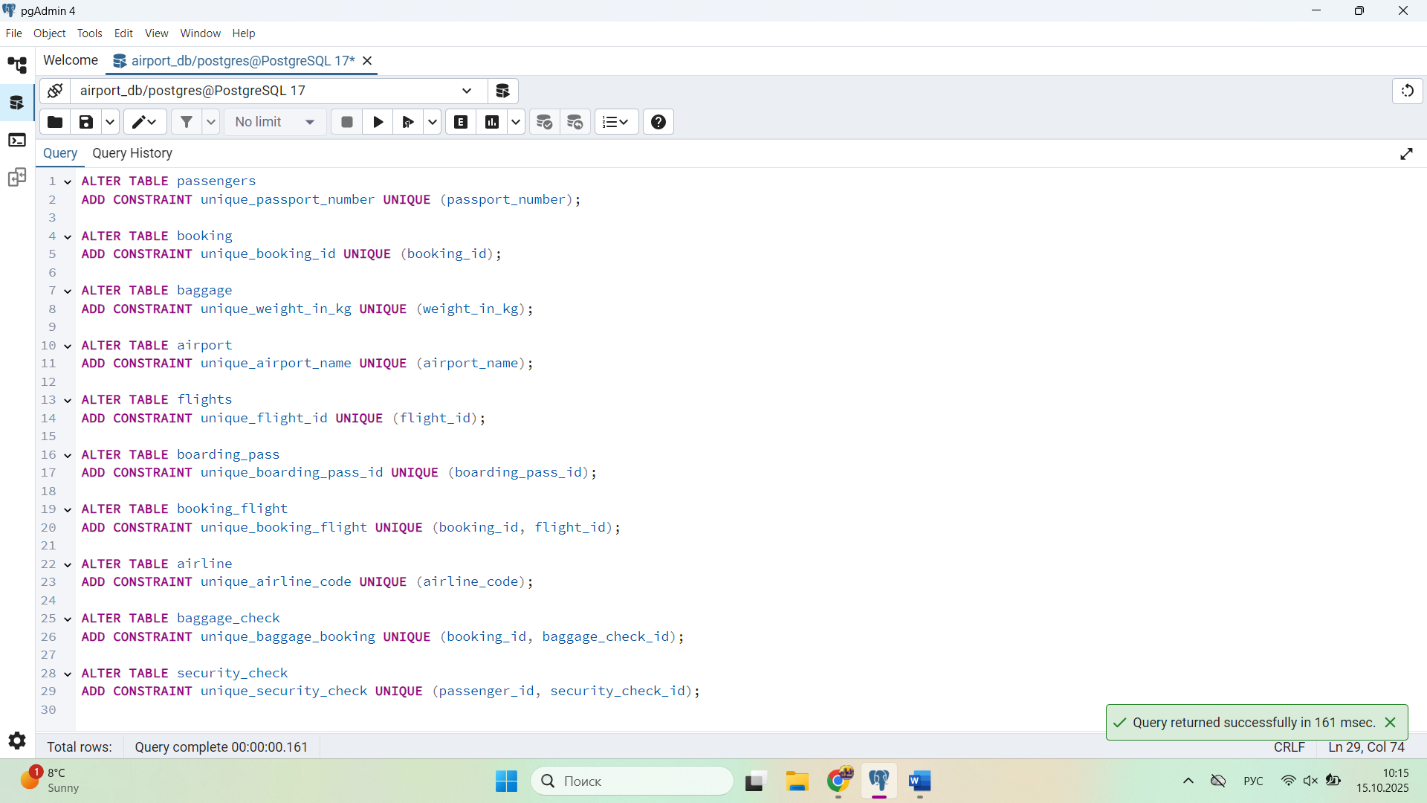 pgAdmin 4
File Object Tools Edit View Window Help
Welcome airport_db/postgres@PostgreSQL 17*
airport_db/postgres@PostgreSQL 17
No limit
Query Query History
1 ALTER TABLE passengers
2 ADD CONSTRAINT unique_passport_number UNIQUE (passport_number);
3
4 ALTER TABLE booking
5 ADD CONSTRAINT unique_booking_id UNIQUE (booking_id);
6
7 ALTER TABLE baggage
8 ADD CONSTRAINT unique_weight_in_kg UNIQUE (weight_in_kg);
9
10 ALTER TABLE airport
11 ADD CONSTRAINT unique_airport_name UNIQUE (airport_name);
12
13 ALTER TABLE flights
14 ADD CONSTRAINT unique_flight_id UNIQUE (flight_id);
15
16 ALTER TABLE boarding_pass
17 ADD CONSTRAINT unique_boarding_pass_id UNIQUE (boarding_pass_id);
18
19 ALTER TABLE booking_flight
20 ADD CONSTRAINT unique_booking_flight UNIQUE (booking_id, flight_id);
21
22 ALTER TABLE airline
23 ADD CONSTRAINT unique_airline_code UNIQUE (airline_code);
24
25 ALTER TABLE baggage_check
26 ADD CONSTRAINT unique_baggage_booking UNIQUE (booking_id, baggage_check_id);
27
28 ALTER TABLE security_check
29 ADD CONSTRAINT unique_security_check UNIQUE (passenger_id, security_check_id);
30
Query returned successfully in 161 msec.
Total rows: Query complete 00:00:00.161 CRLF Ln 29, Col 74
1 8°C
Sunny
Поиск
РУС
10:15
15.10.2025